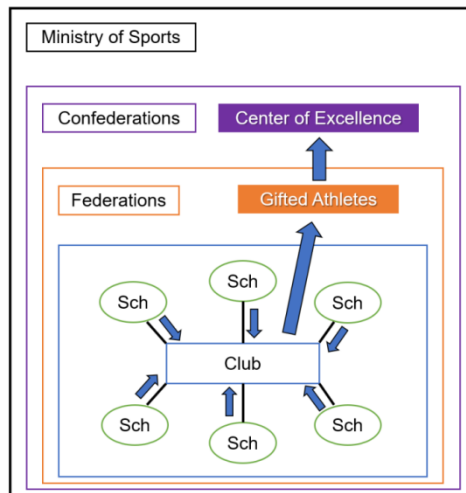 Ministry of Sports
Confederations
Center of Excellence
Federations
Gifted Athletes
Sch
Sch
Sch
Club
Sch
Sch
Sch